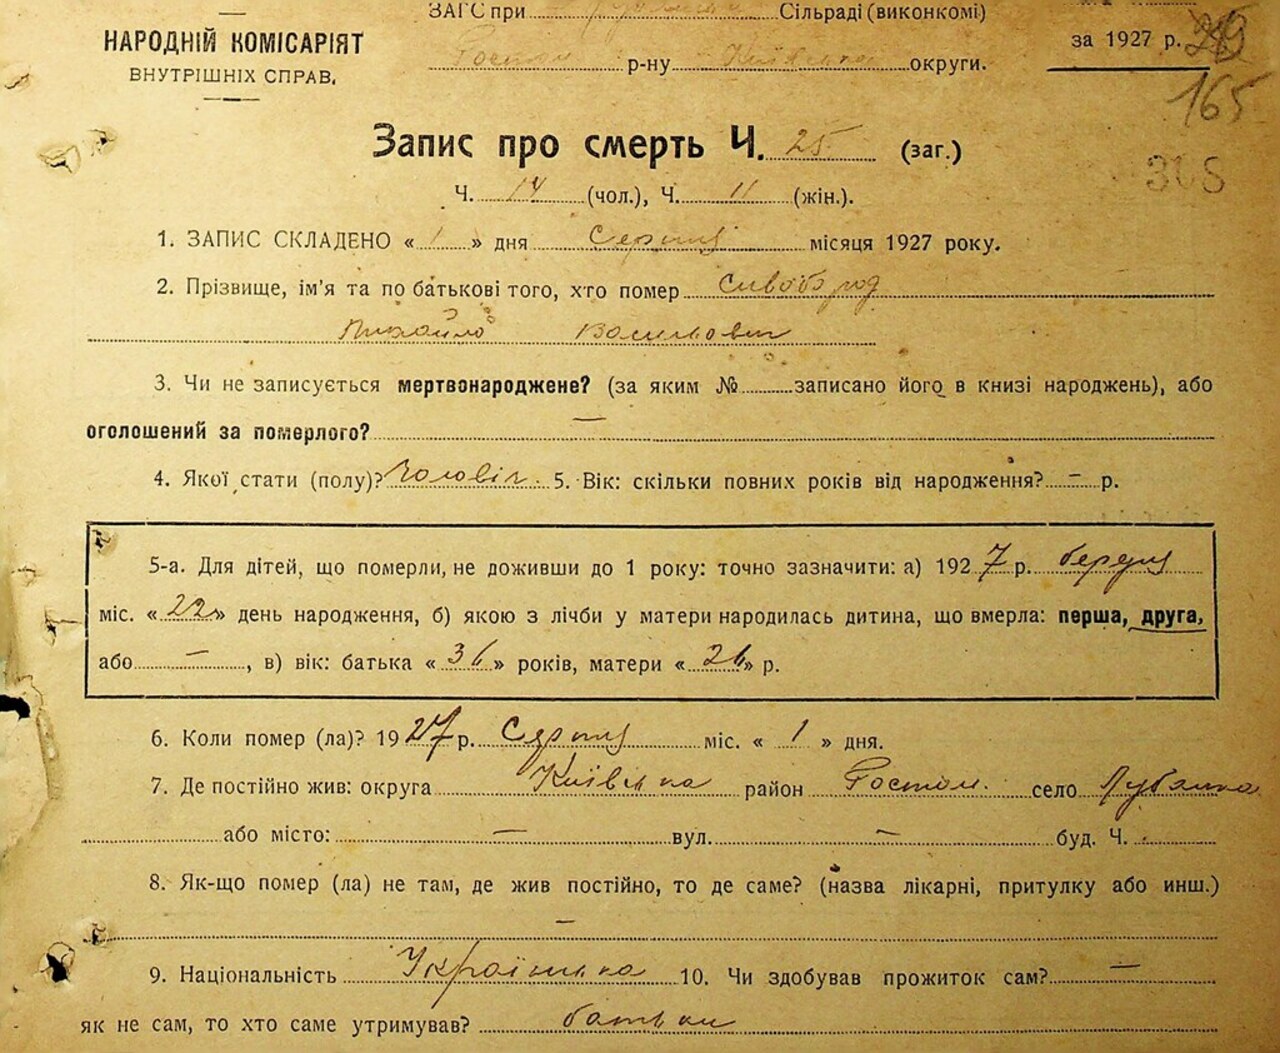 ЗАГС при Сільраді (виконкомі)
НАРОДНІЙ КОМІСАРІЯТ
за 1927 р. 249
ВНУТРІШНІХ СПРАВ.
р-ну Київська округи.
165
Запис про смерть Ч. 25 (заг.)
Ч. 14 (чол.), Ч. 11 (жін.).
305
1. ЗАПИС СКЛАДЕНО « 1 » дня Серпня місяця 1927 року.
2. Прізвище, ім'я та по батькові того, хто помер Сивобород
Михайло Васильович
3. Чи не записується мертвонароджене? (за яким № записано його в книзі народжень), або
оголошений за померлого? —
4. Якої стати (полу)? Чоловіч. 5. Вік: скільки повних років від народження? — р.
5-а. Для дітей, що померли, не доживши до 1 року: точно зазначити: а) 1927 р. березня
міс. « 22 » день народження, б) якою з лічби у матери народилась дитина, що вмерла: перша, друга,
або — , в) вік: батька « 36 » років, матери « 26 » р.
6. Коли помер (ла)? 1927 р. Серпня міс. « 1 » дня.
7. Де постійно жив: округа Київська район село Лубянка
або місто: — вул. — буд. Ч.
8. Як-що помер (ла) не там, де жив постійно, то де саме? (назва лікарні, притулку або инш.)
—
9. Національність Українська 10. Чи здобував прожиток сам? —
як не сам, то хто саме утримував? батьки